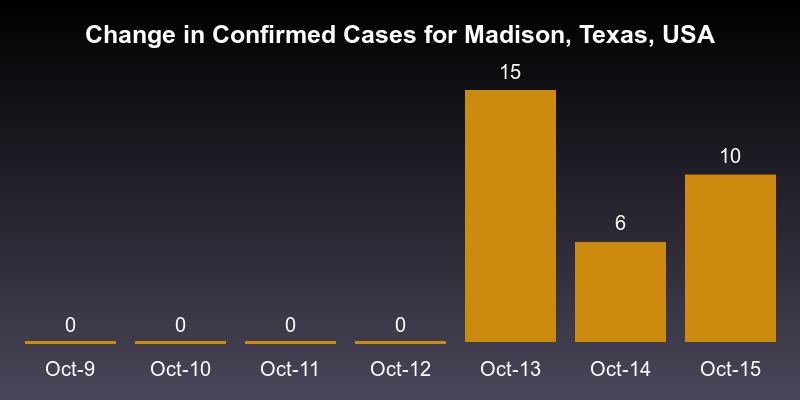 Change in Confirmed Cases for Madison, Texas, USA
15
10
6
0 0 0 0
Oct-9 Oct-10 Oct-11 Oct-12 Oct-13 Oct-14 Oct-15